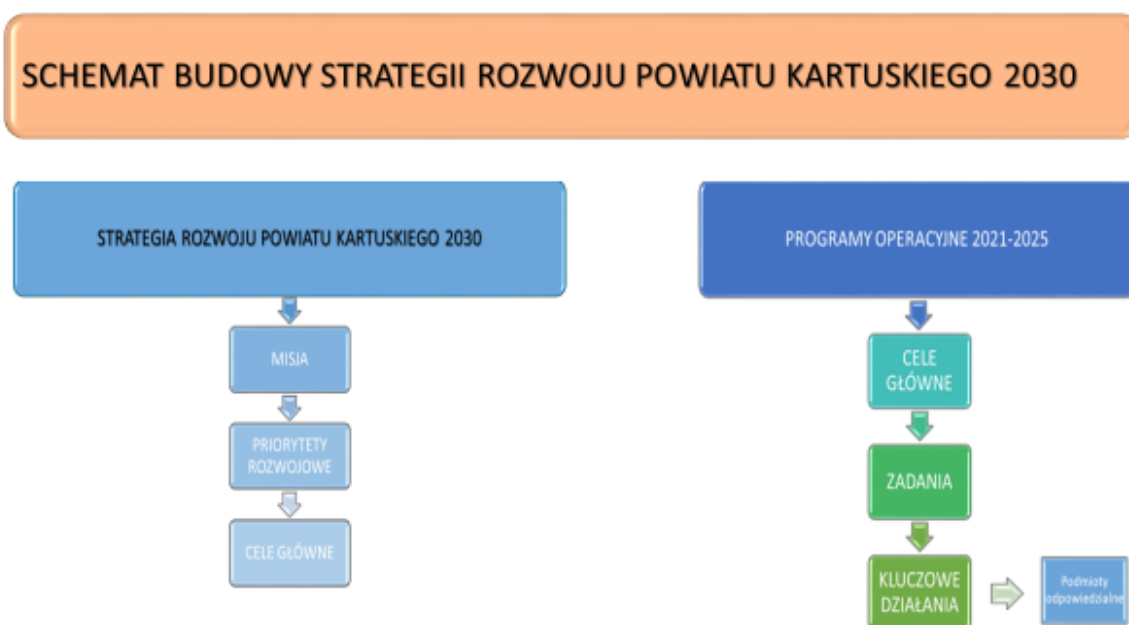 SCHEMAT BUDOWY STRATEGII ROZWOJU POWIATU KARTUSKIEGO 2030
STRATEGIA ROZWOJU POWIATU KARTUSKIEGO 2030
MISJA
PRIORYTETY
ROZWOJOWE
CELE GŁÓWNE
PROGRAMY OPERACYJNE 2021-2025
CELE
GŁÓWNE
ZADANIA
KLUCZOWE
DZIAŁANIA
Podmioty
odpowiedzialne